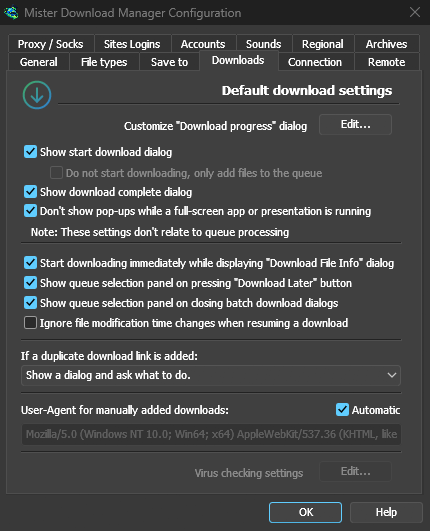 Mister Download Manager Configuration
Proxy / Socks Sites Logins Accounts Sounds Regional Archives
General File types Save to Downloads Connection Remote
Default download settings
Customize "Download progress" dialog Edit...
Show start download dialog
Do not start downloading, only add files to the queue
Show download complete dialog
Don't show pop-ups while a full-screen app or presentation is running
Note: These settings don't relate to queue processing
Start downloading immediately while displaying "Download File Info" dialog
Show queue selection panel on pressing "Download Later" button
Show queue selection panel on closing batch download dialogs
Ignore file modification time changes when resuming a download
If a duplicate download link is added:
Show a dialog and ask what to do.
User-Agent for manually added downloads: Automatic
Mozilla/5.0 (Windows NT 10.0; Win64; x64) AppleWebKit/537.36 (KHTML, like
Virus checking settings Edit...
OK Help